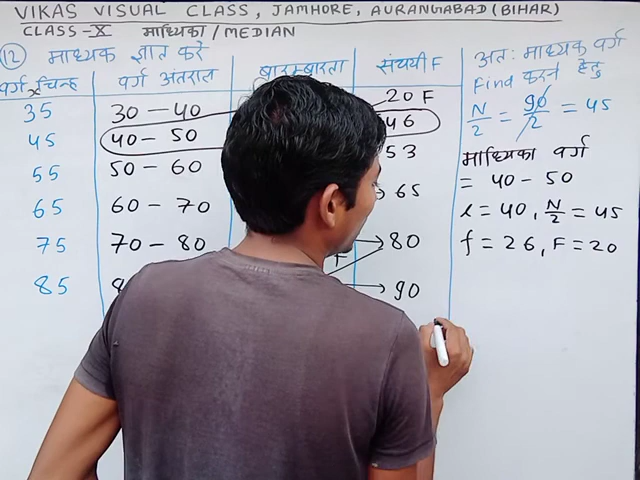 VIKAS VISUAL CLASS, JAMHORE, AURANGABAD (BIHAR)
CLASS-X माध्यिका / MEDIAN
12 माध्यक ज्ञात करे
वर्ग चिन्ह x वर्ग अंतराल बारम्बारता संचयी F
35 30-40 20 F
45 40-50 46
55 50-60 53
65 60-70 65
75 70-80 F 80
85 8 90
अतः माध्यक वर्ग
Find करने हेतु
N/2 = 90/2 = 45
माध्यिका वर्ग
= 40-50
l = 40, N/2 = 45
f = 26, F = 20